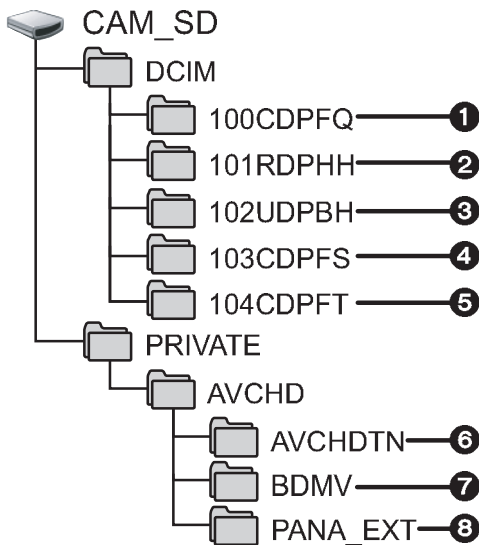 CAM_SD
DCIM
100CDPFQ 1
101RDPHH 2
102UDPBH 3
103CDPFS 4
104CDPFT 5
PRIVATE
AVCHD
AVCHDTN 6
BDMV 7
PANA_EXT 8